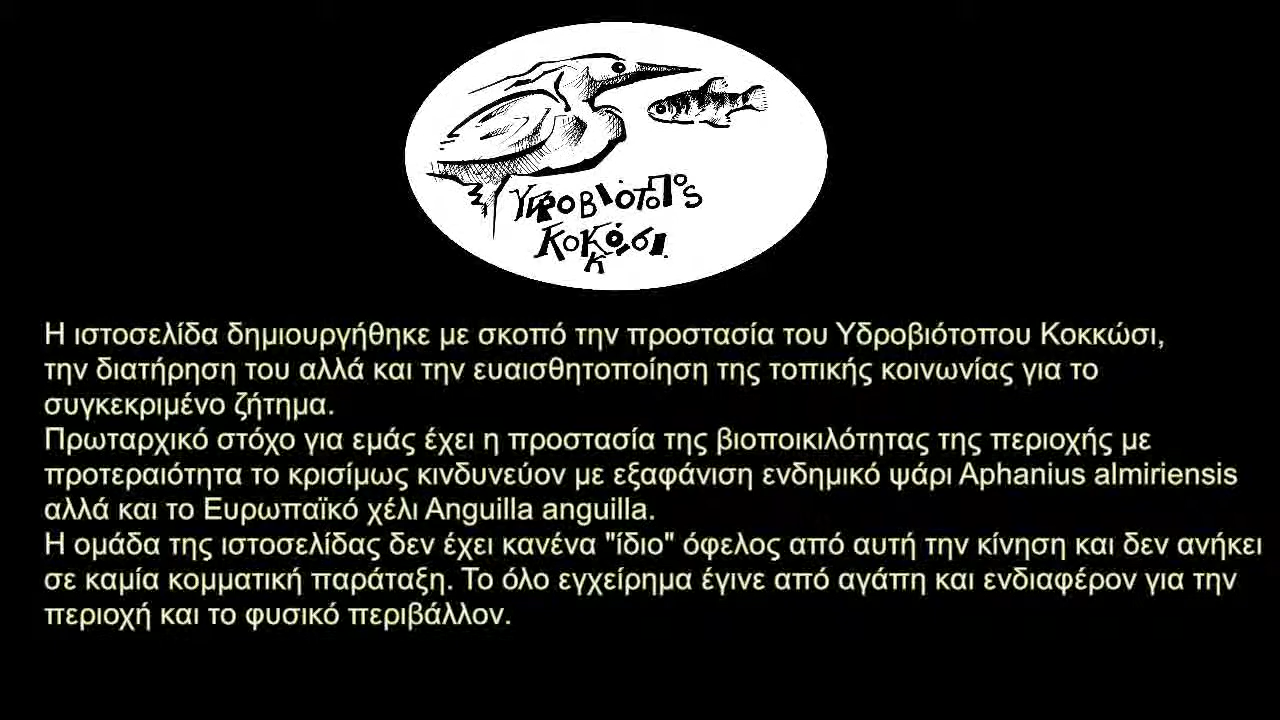 Υδροβιότοπος
Κοκκώσι
Η ιστοσελίδα δημιουργήθηκε με σκοπό την προστασία του Υδροβιότοπου Κοκκώσι,
την διατήρηση του αλλά και την ευαισθητοποίηση της τοπικής κοινωνίας για το
συγκεκριμένο ζήτημα.
Πρωταρχικό στόχο για εμάς έχει η προστασία της βιοποικιλότητας της περιοχής με
προτεραιότητα το κρισίμως κινδυνεύον με εξαφάνιση ενδημικό ψάρι Aphanius almiriensis
αλλά και το Ευρωπαϊκό χέλι Anguilla anguilla.
Η ομάδα της ιστοσελίδας δεν έχει κανένα "ίδιο" όφελος από αυτή την κίνηση και δεν ανήκει
σε καμία κομματική παράταξη. Το όλο εγχείρημα έγινε από αγάπη και ενδιαφέρον για την
περιοχή και το φυσικό περιβάλλον.